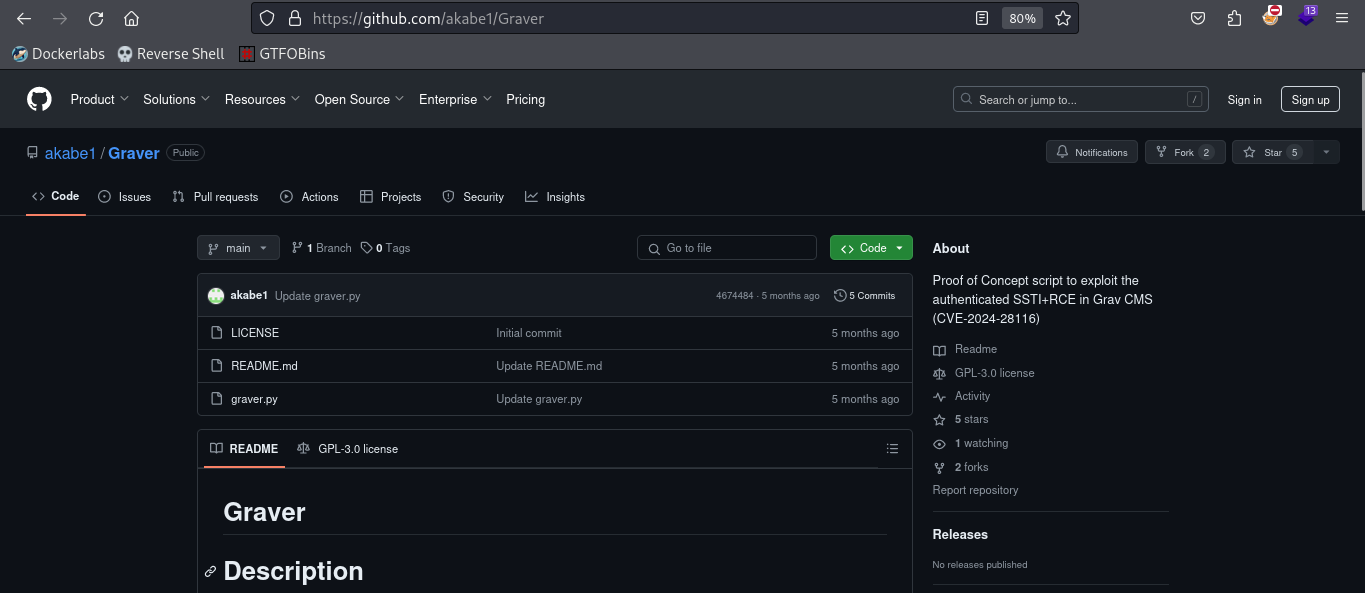 https://github.com/akabe1/Graver 80% 13
Dockerlabs Reverse Shell GTFOBins
Product Solutions Resources Open Source Enterprise Pricing Search or jump to... / Sign in Sign up
akabe1 / Graver Public Notifications Fork 2 Star 5
Code Issues Pull requests Actions Projects Security Insights
main 1 Branch 0 Tags Go to file Code
akabe1 Update graver.py 4674484 · 5 months ago 5 Commits
LICENSE Initial commit 5 months ago
README.md Update README.md 5 months ago
graver.py Update graver.py 5 months ago
README GPL-3.0 license
Graver
Description
About
Proof of Concept script to exploit the
authenticated SSTI+RCE in Grav CMS
(CVE-2024-28116)
Readme
GPL-3.0 license
Activity
5 stars
1 watching
2 forks
Report repository
Releases
No releases published